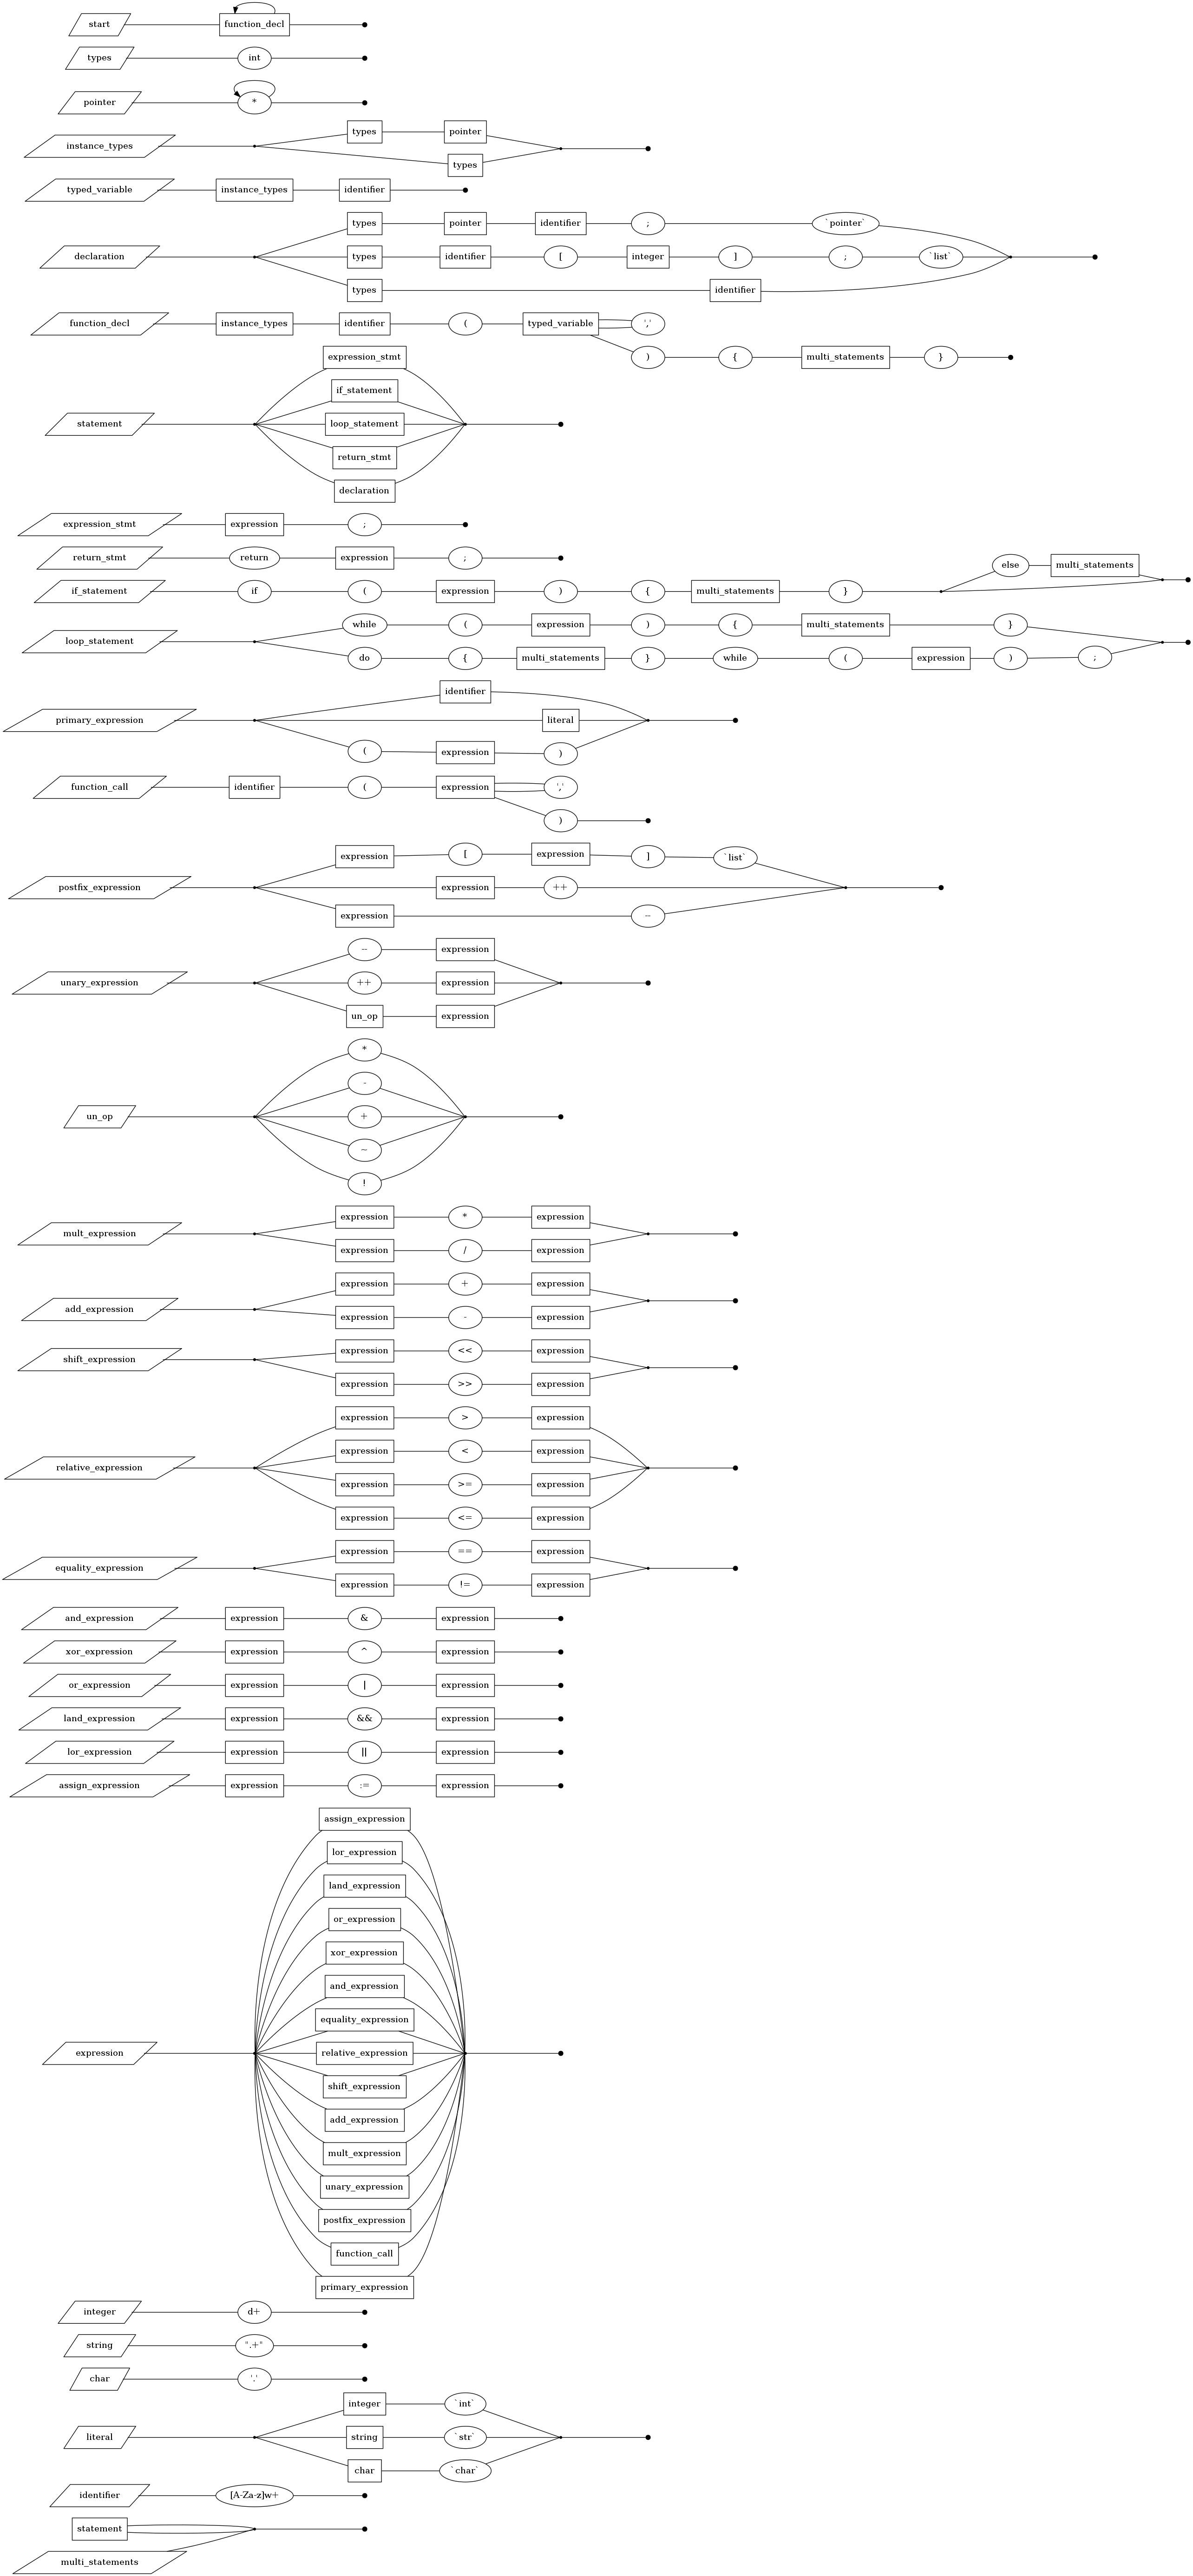 start function_decl
types int
pointer *
instance_types types pointer
types
typed_variable instance_types identifier
types pointer identifier ; `pointer`
declaration types identifier [ integer ] ; `list`
types identifier
function_decl instance_types identifier ( typed_variable ','
) { multi_statements }
expression_stmt
if_statement
statement loop_statement
return_stmt
declaration
expression_stmt expression ;
return_stmt return expression ;
else multi_statements
if_statement if ( expression ) { multi_statements }
while ( expression ) { multi_statements }
loop_statement
do { multi_statements } while ( expression ) ;
identifier
primary_expression literal
( expression )
function_call identifier ( expression ','
)
expression [ expression ] `list`
postfix_expression expression ++
expression --
-- expression
unary_expression ++ expression
un_op expression
*
-
un_op +
~
!
expression * expression
mult_expression
expression / expression
expression + expression
add_expression
expression - expression
expression << expression
shift_expression
expression >> expression
expression > expression
expression < expression
relative_expression
expression >= expression
expression <= expression
expression == expression
equality_expression
expression != expression
and_expression expression & expression
xor_expression expression ^ expression
or_expression expression | expression
land_expression expression && expression
lor_expression expression || expression
assign_expression expression := expression
assign_expression
lor_expression
land_expression
or_expression
xor_expression
and_expression
equality_expression
expression relative_expression
shift_expression
add_expression
mult_expression
unary_expression
postfix_expression
function_call
primary_expression
integer d+
string ".+"
char '.'
integer `int`
literal string `str`
char `char`
identifier [A-Za-z]w+
statement
multi_statements